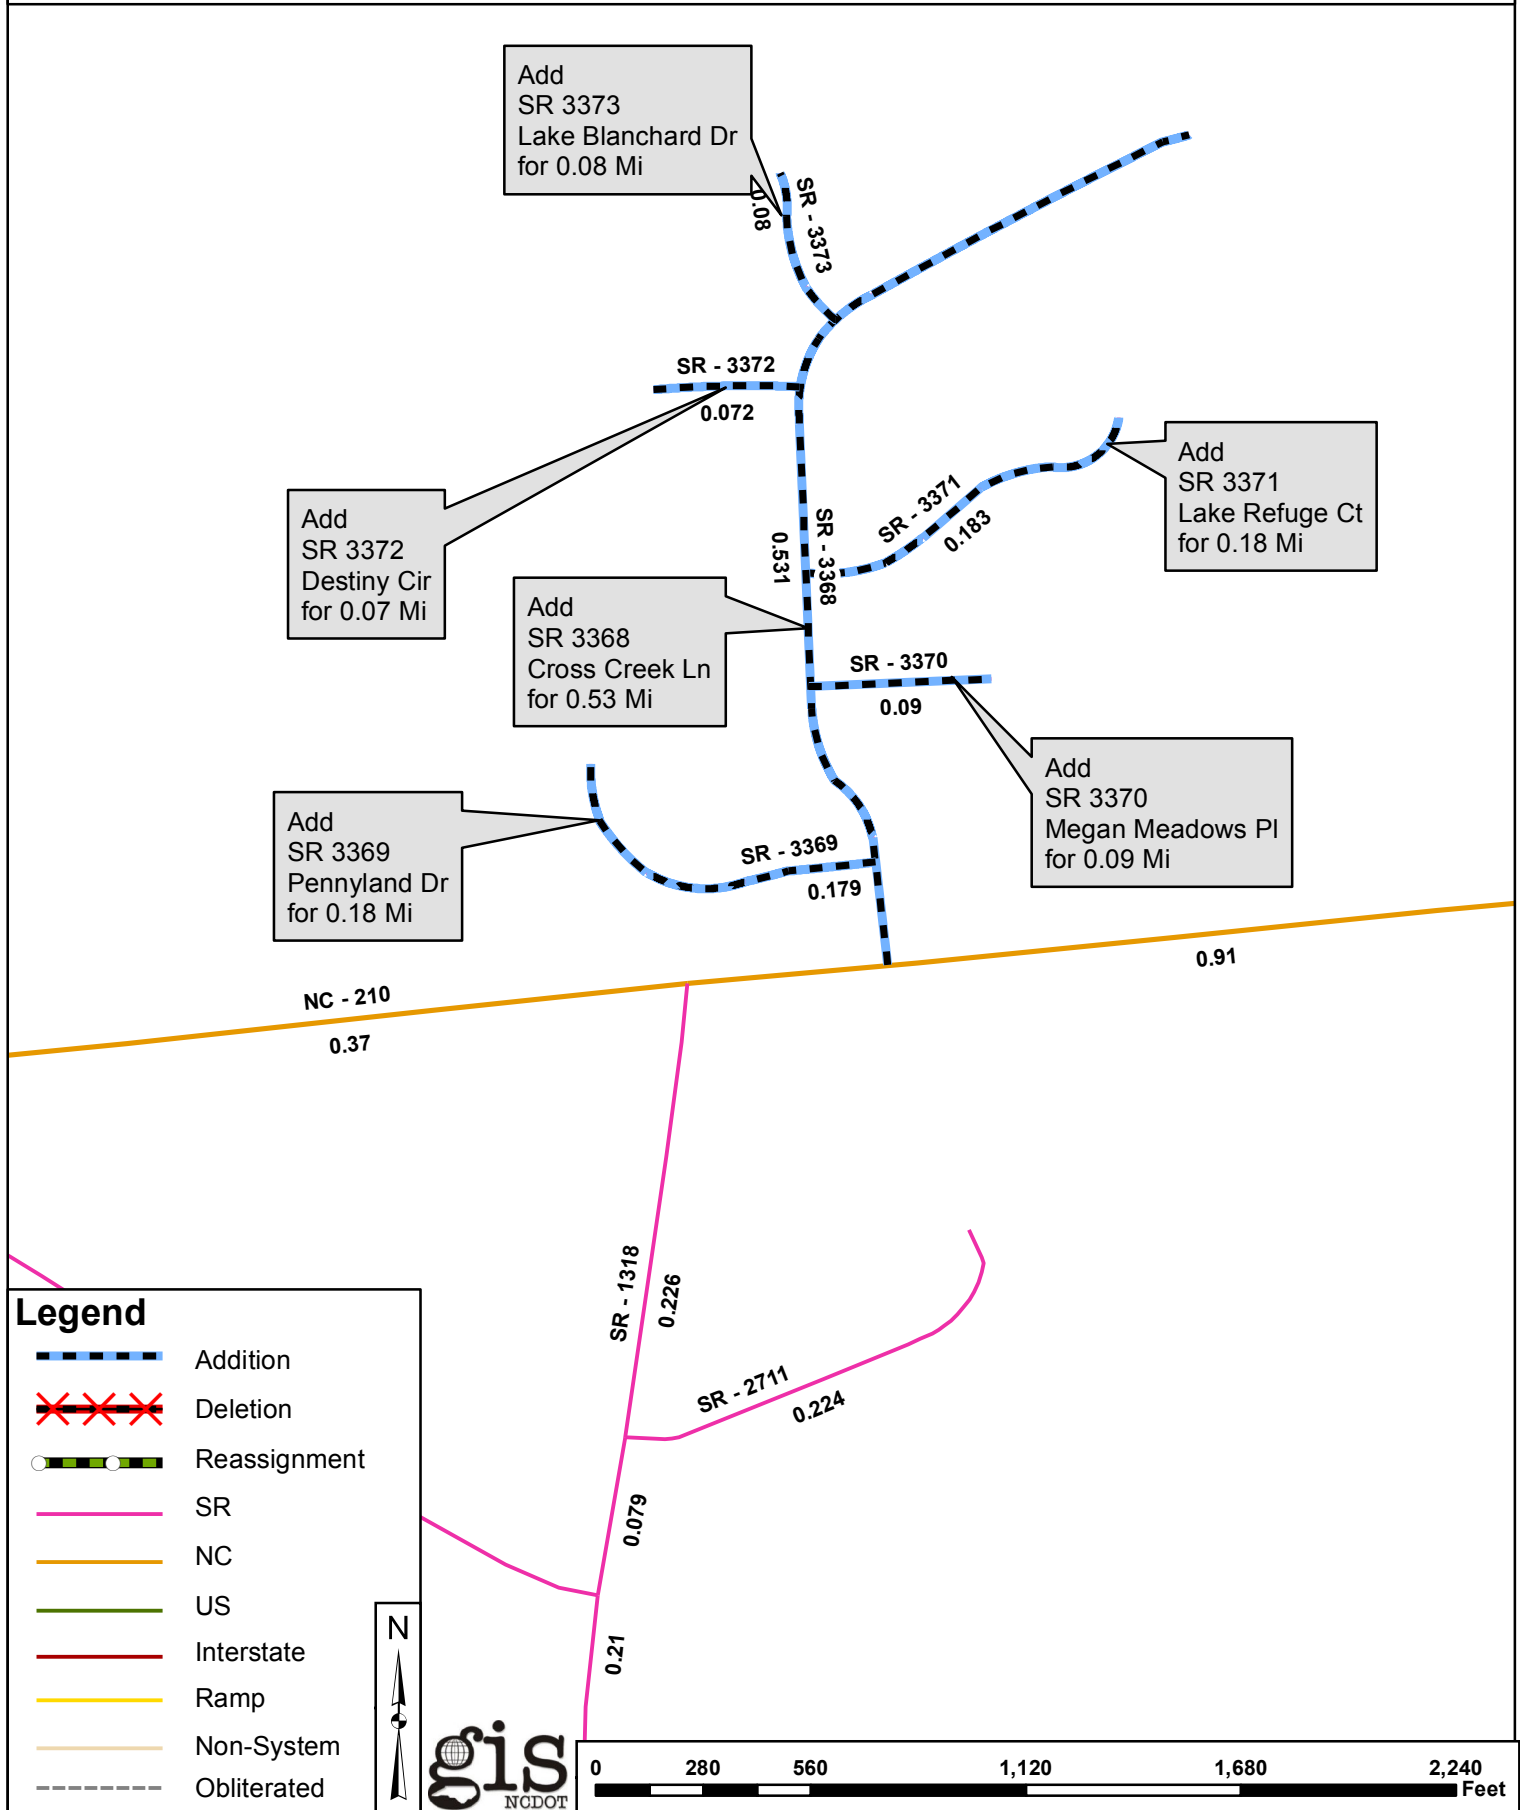 Add
SR 3373
Lake Blanchard Dr
for 0.08 Mi
0.08
SR - 3373
SR - 3372
0.072
Add
SR 3372
Destiny Cir
for 0.07 Mi
SR - 3371
0.183
Add
SR 3371
Lake Refuge Ct
for 0.18 Mi
0.531
SR - 3368
Add
SR 3368
Cross Creek Ln
for 0.53 Mi
SR - 3370
0.09
Add
SR 3370
Megan Meadows Pl
for 0.09 Mi
Add
SR 3369
Pennyland Dr
for 0.18 Mi
SR - 3369
0.179
0.91
NC - 210
0.37
SR - 1318
0.226
SR - 2711
0.224
0.079
0.21
Legend
Addition
Deletion
Reassignment
SR
NC
US
Interstate
Ramp
Non-System
Obliterated
N
gis
NCDOT
0 280 560 1,120 1,680 2,240
Feet